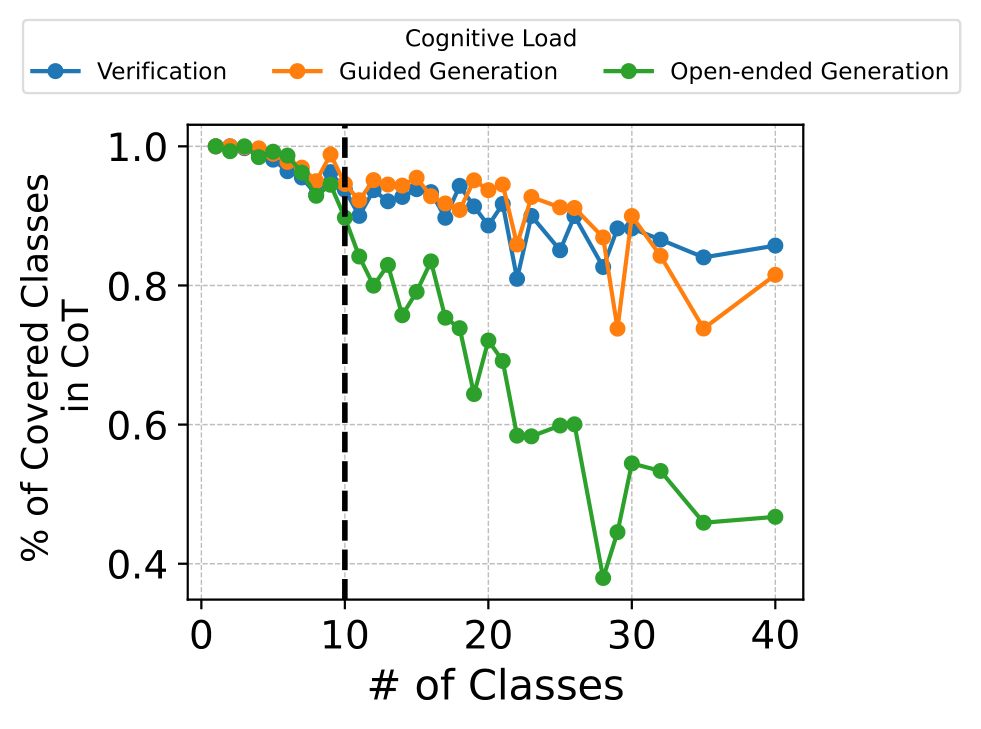 Cognitive Load
Verification
Guided Generation
Open-ended Generation
% of Covered Classes
in CoT
1.0
0.8
0.6
0.4
0
10
20
30
40
# of Classes